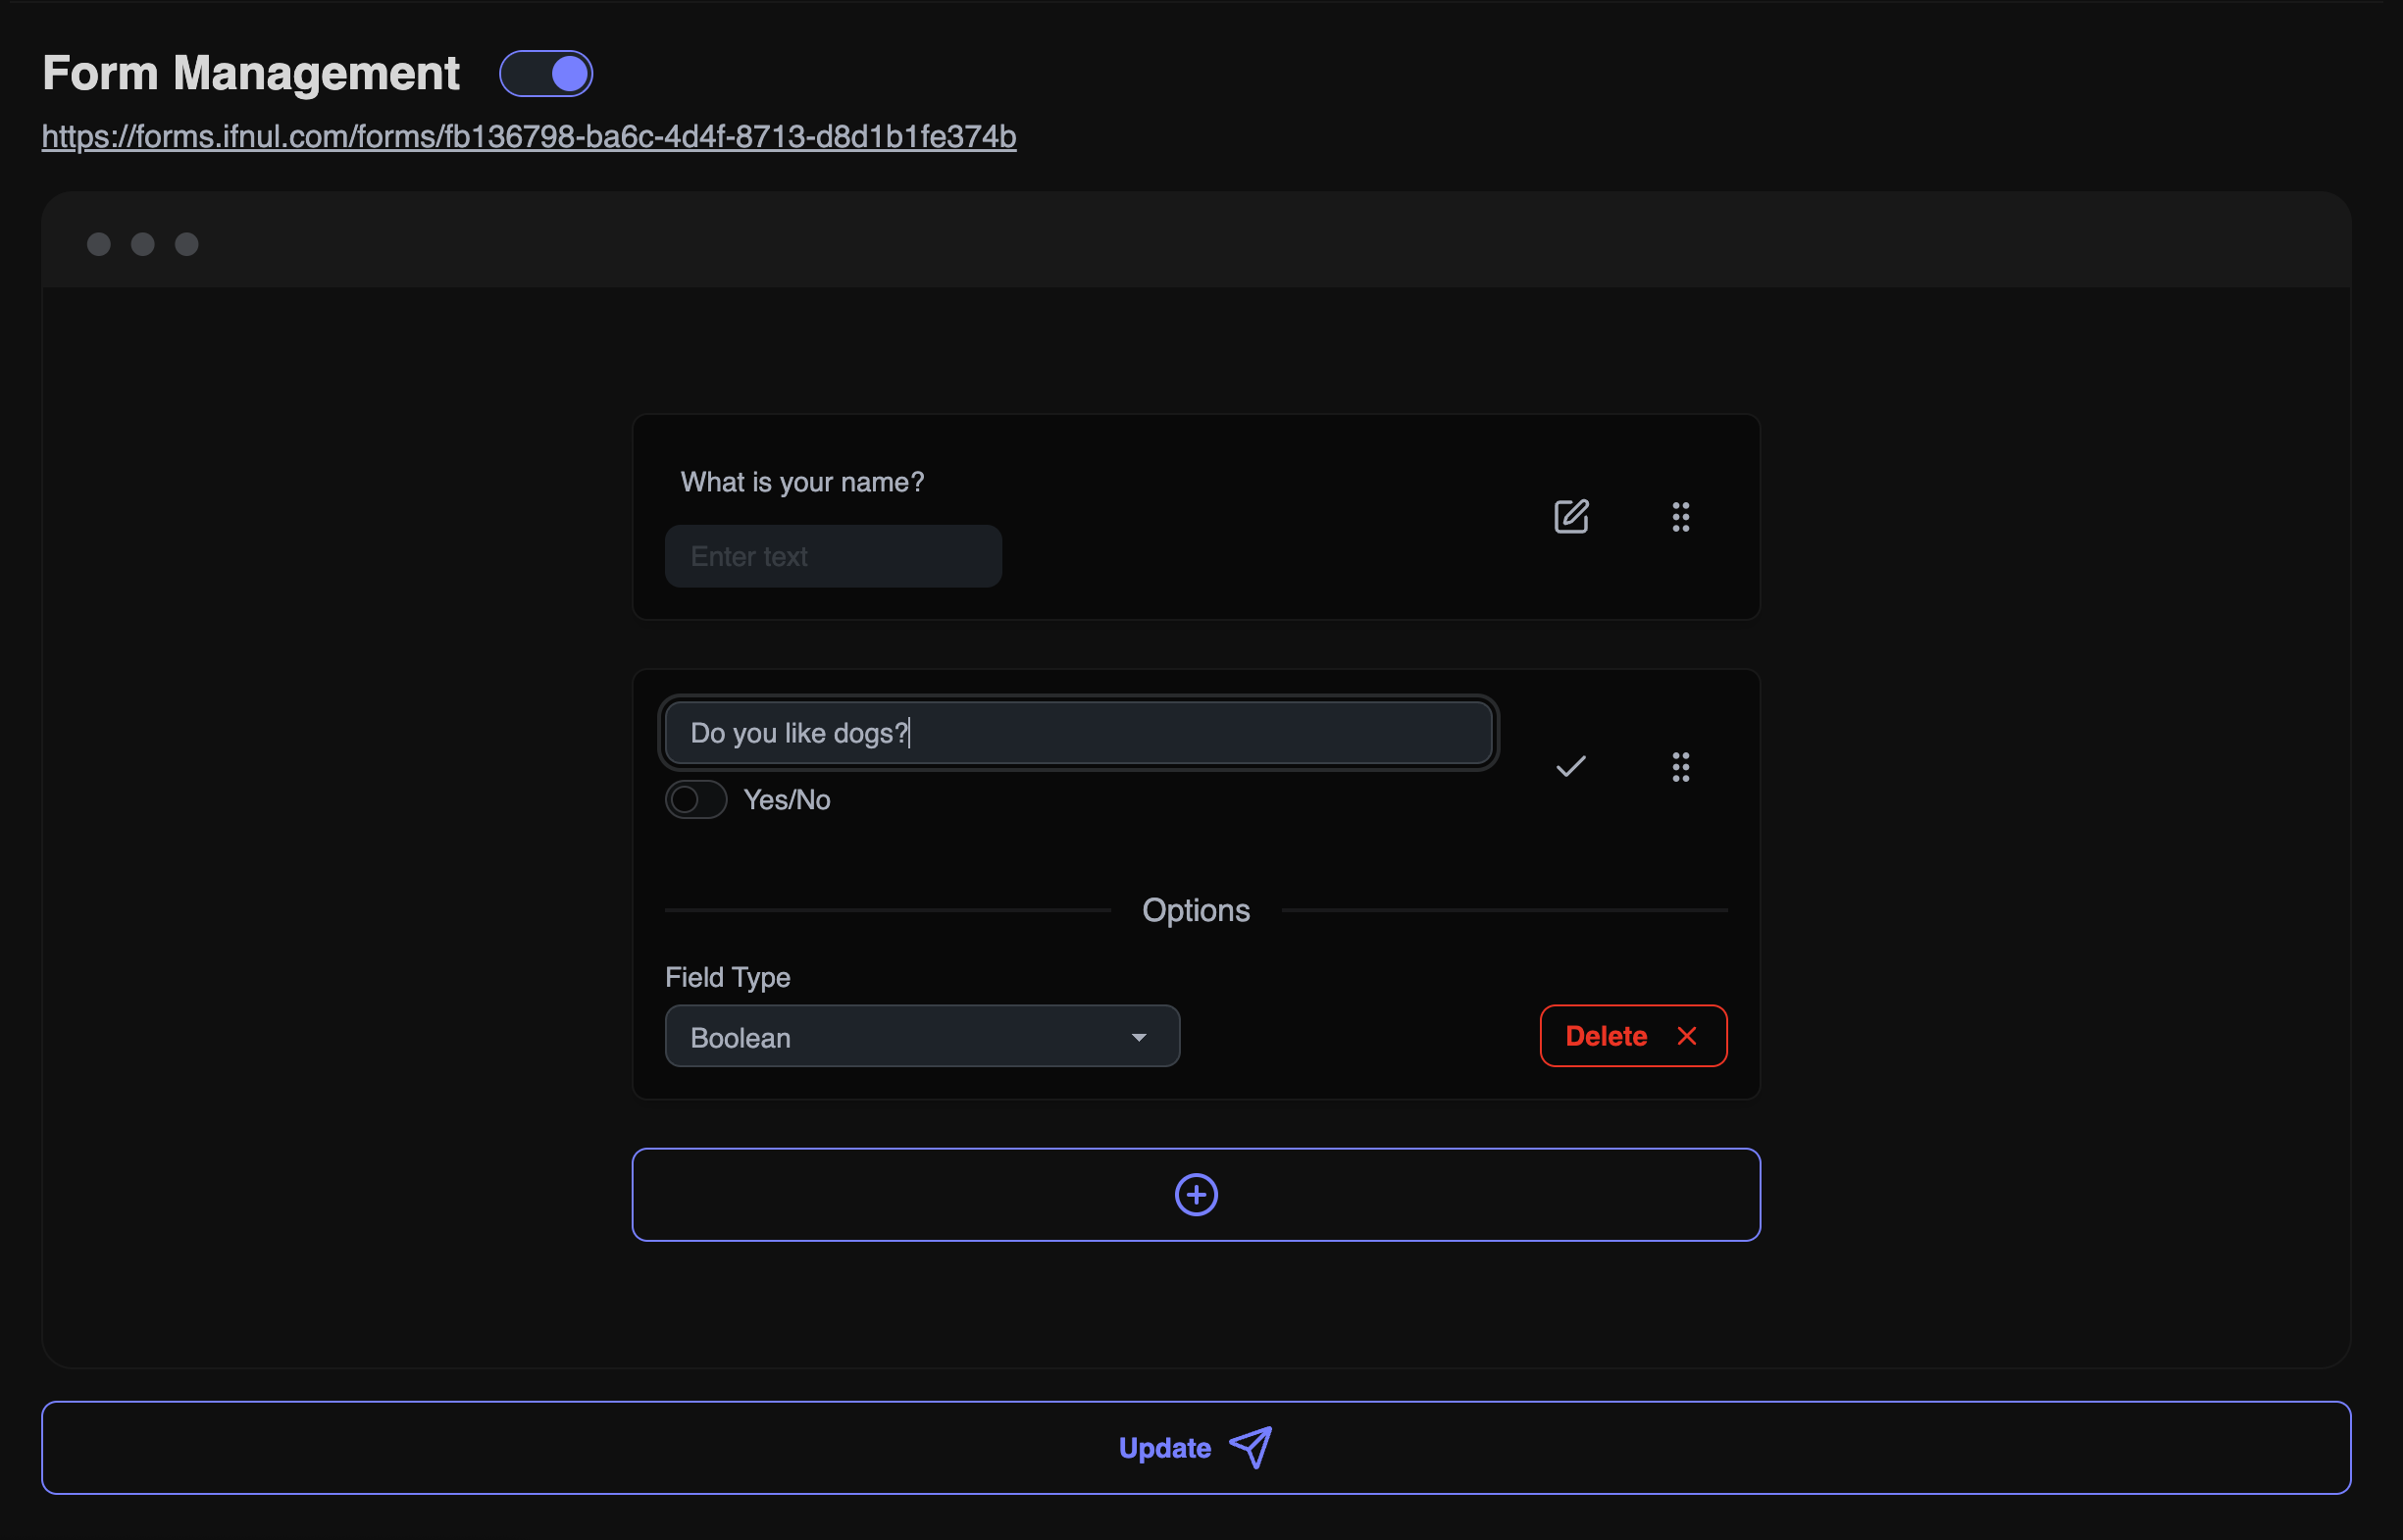 Form Management
https://forms.ifnul.com/forms/fb136798-ba6c-4d4f-8713-d8d1b1fe374b
What is your name?
Enter text
Do you like dogs?
Yes/No
Options
Field Type
Boolean
Delete
Update